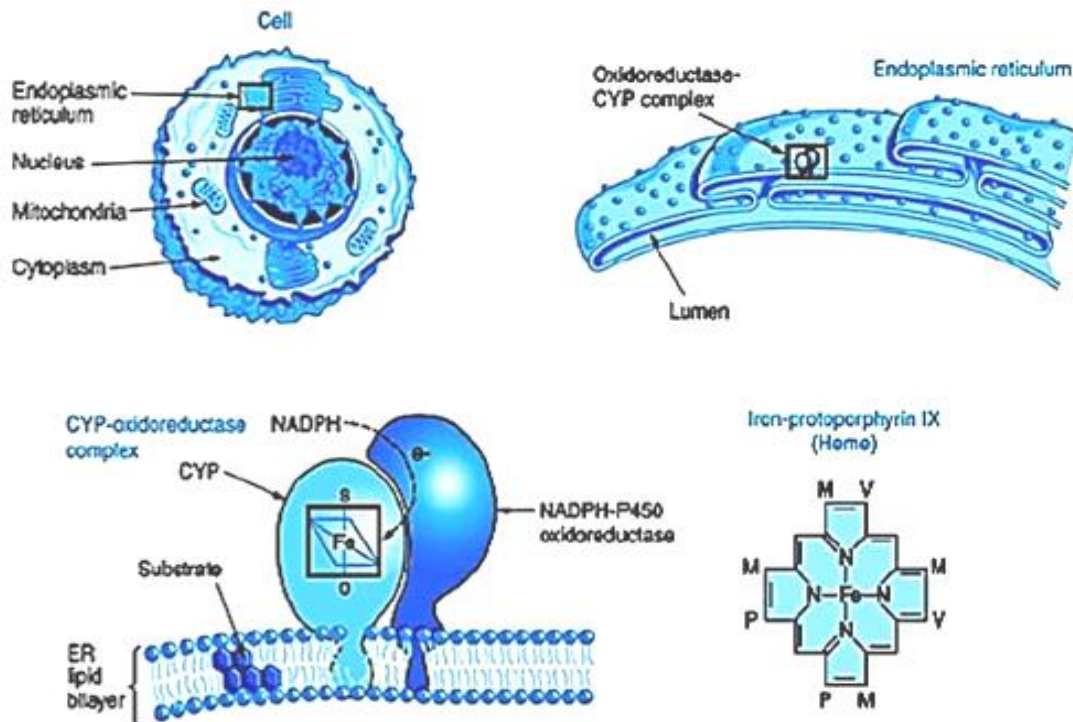 Cell
Endoplasmic
reticulum
Nucleus
Mitochondria
Cytoplasm
Oxidoreductase-
CYP complex
Endoplasmic reticulum
Lumen
CYP-oxidoreductase
complex
NADPH
CYP
e-
S
Fe
O
NADPH-P450
oxidoreductase
Substrate
ER
lipid
bilayer
Iron-protoporphyrin IX
(Heme)
M V
M N M
N Fe N
P N V
P M